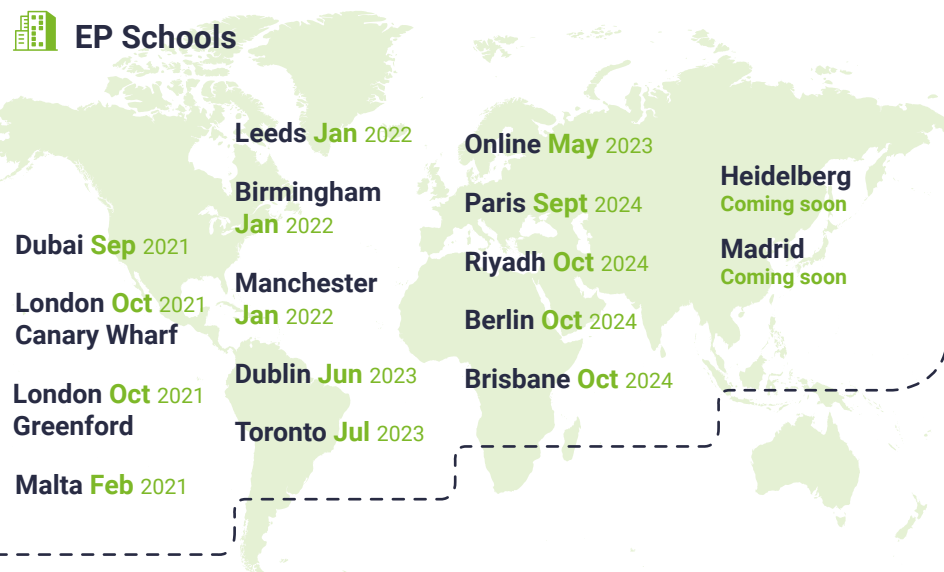 EP Schools
Dubai Sep 2021
London Oct 2021
Canary Wharf
London Oct 2021
Greenford
Malta Feb 2021
Leeds Jan 2022
Birmingham
Jan 2022
Manchester
Jan 2022
Dublin Jun 2023
Toronto Jul 2023
Online May 2023
Paris Sept 2024
Riyadh Oct 2024
Berlin Oct 2024
Brisbane Oct 2024
Heidelberg
Coming soon
Madrid
Coming soon